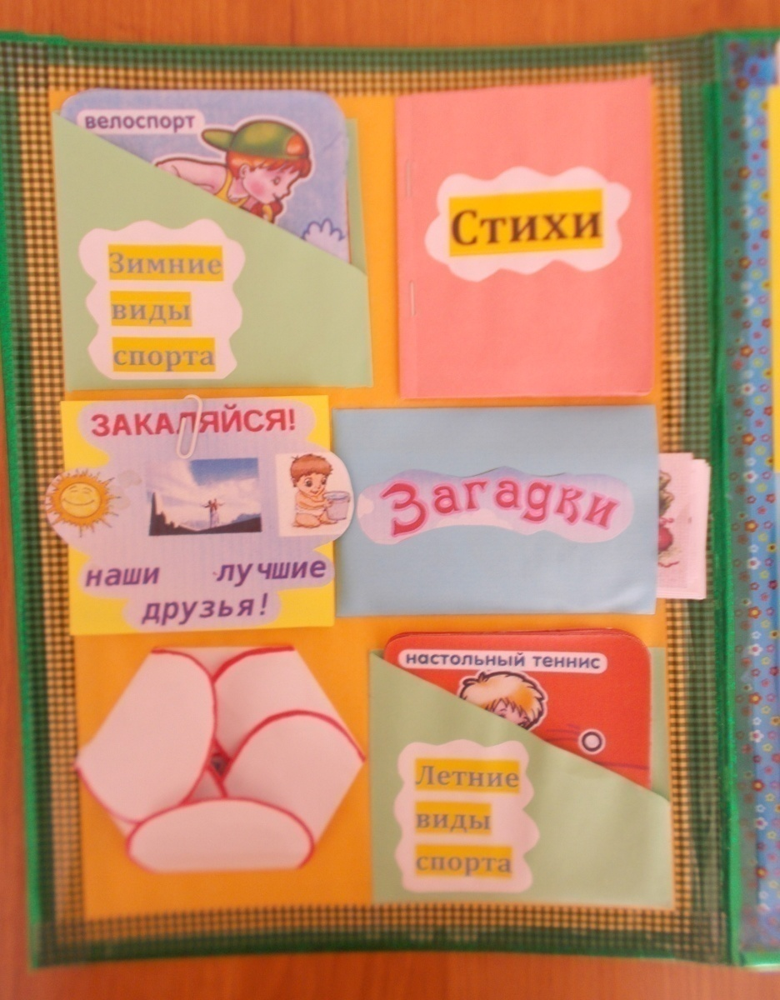 велоспорт
Зимние
виды
спорта
Стихи
ЗАКАЛЯЙСЯ!
наши лучшие
друзья!
Загадки
настольный теннис
Летние
виды
спорта